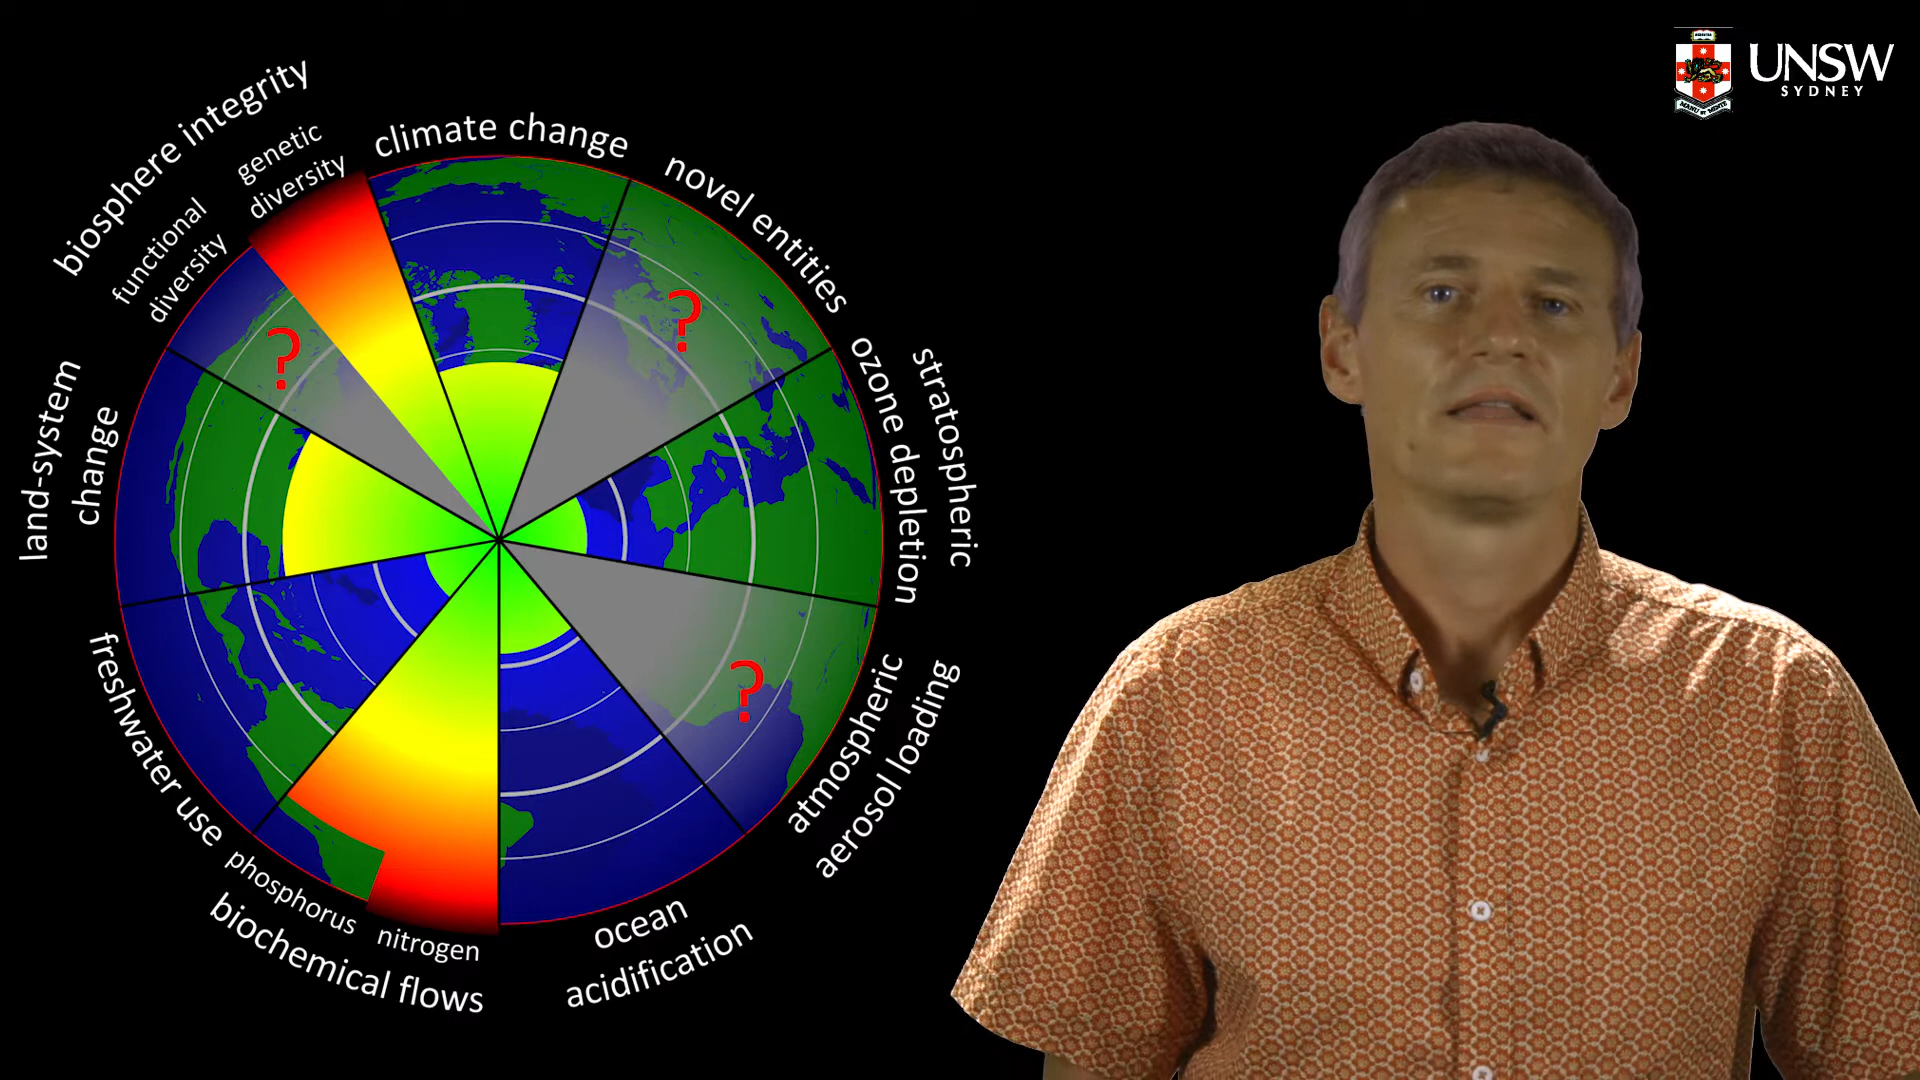 biosphere integrity
genetic
diversity
functional
diversity
climate change
novel entities
stratospheric
ozone depletion
atmospheric
aerosol loading
ocean
acidification
nitrogen
phosphorus
biochemical flows
freshwater use
land-system
change
?
?
?
UNSW
SYDNEY